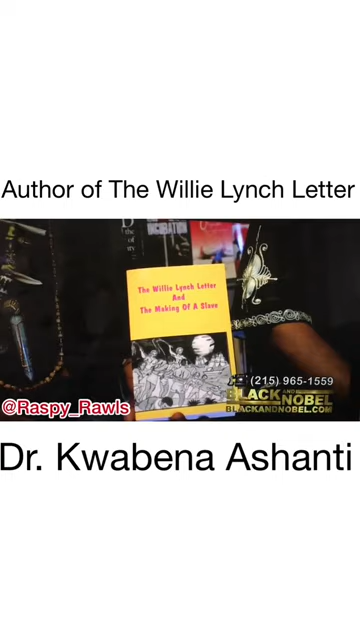 Author of The Willie Lynch Letter
The Willie Lynch Letter
And
The Making Of A Slave
(215) 965-1559
BLACK AND NOBEL
BLACKANDNOBEL.COM
@Raspy_Rawls
Dr. Kwabena Ashanti